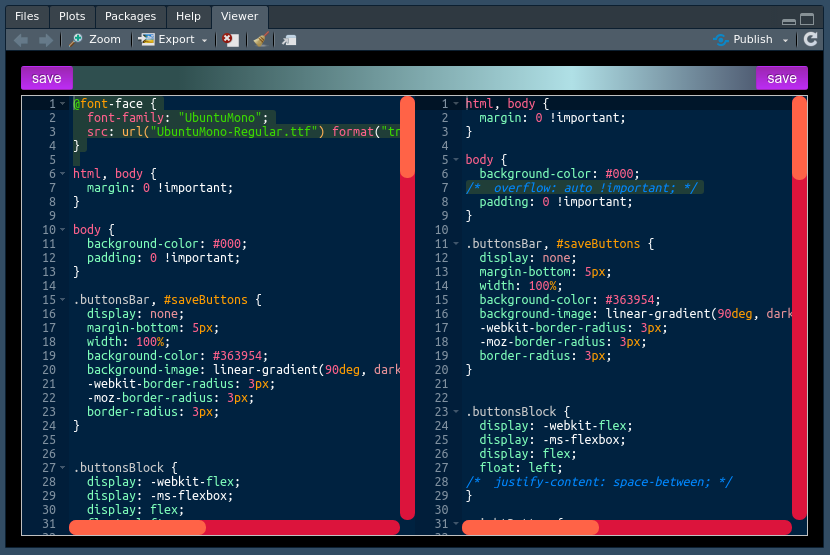 Files Plots Packages Help Viewer
Zoom Export Publish
save save
1 @font-face {
2 font-family: "UbuntuMono";
3 src: url("UbuntuMono-Regular.ttf") format("tr
4 }
5
6 html, body {
7 margin: 0 !important;
8 }
9
10 body {
11 background-color: #000;
12 padding: 0 !important;
13 }
14
15 .buttonsBar, #saveButtons {
16 display: none;
17 margin-bottom: 5px;
18 width: 100%;
19 background-color: #363954;
20 background-image: linear-gradient(90deg, dark
21 -webkit-border-radius: 3px;
22 -moz-border-radius: 3px;
23 border-radius: 3px;
24 }
25
26
27 .buttonsBlock {
28 display: -webkit-flex;
29 display: -ms-flexbox;
30 display: flex;
31
1 html, body {
2 margin: 0 !important;
3 }
4
5 body {
6 background-color: #000;
7 /*  overflow: auto !important; */
8 padding: 0 !important;
9 }
10
11 .buttonsBar, #saveButtons {
12 display: none;
13 margin-bottom: 5px;
14 width: 100%;
15 background-color: #363954;
16 background-image: linear-gradient(90deg, dark
17 -webkit-border-radius: 3px;
18 -moz-border-radius: 3px;
19 border-radius: 3px;
20 }
21
22
23 .buttonsBlock {
24 display: -webkit-flex;
25 display: -ms-flexbox;
26 display: flex;
27 float: left;
28 /*  justify-content: space-between; */
29 }
30
31